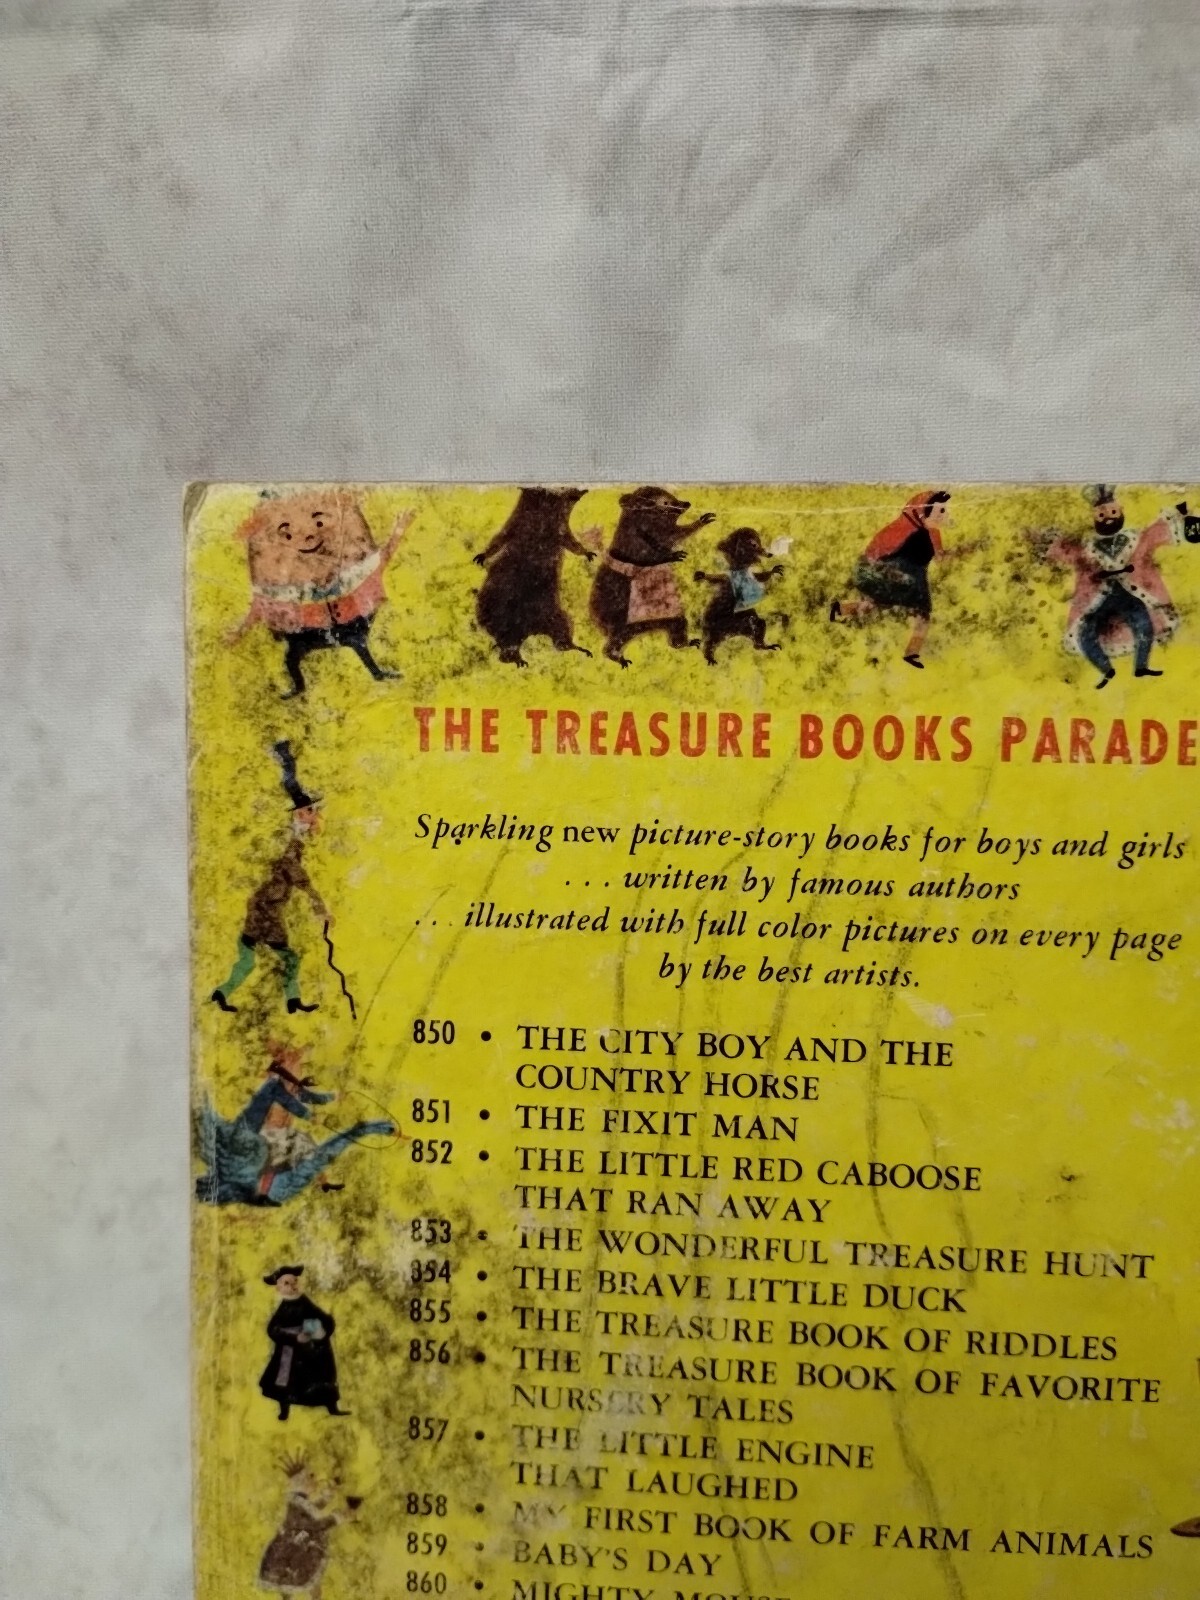 THE TREASURE BOOKS PARADE
Sparkling new picture-story books for boys and girls
... written by famous authors
... illustrated with full color pictures on every page
by the best artists.
850 • THE CITY BOY AND THE
COUNTRY HORSE
851 • THE FIXIT MAN
852 • THE LITTLE RED CABOOSE
THAT RAN AWAY
853 • THE WONDERFUL TREASURE HUNT
854 • THE BRAVE LITTLE DUCK
855 • THE TREASURE BOOK OF RIDDLES
856 • THE TREASURE BOOK OF FAVORITE
NURSERY TALES
857 • THE LITTLE ENGINE
THAT LAUGHED
858 • MY FIRST BOOK OF FARM ANIMALS
859 • BABY'S DAY
860 • MIGHTY MOUSE